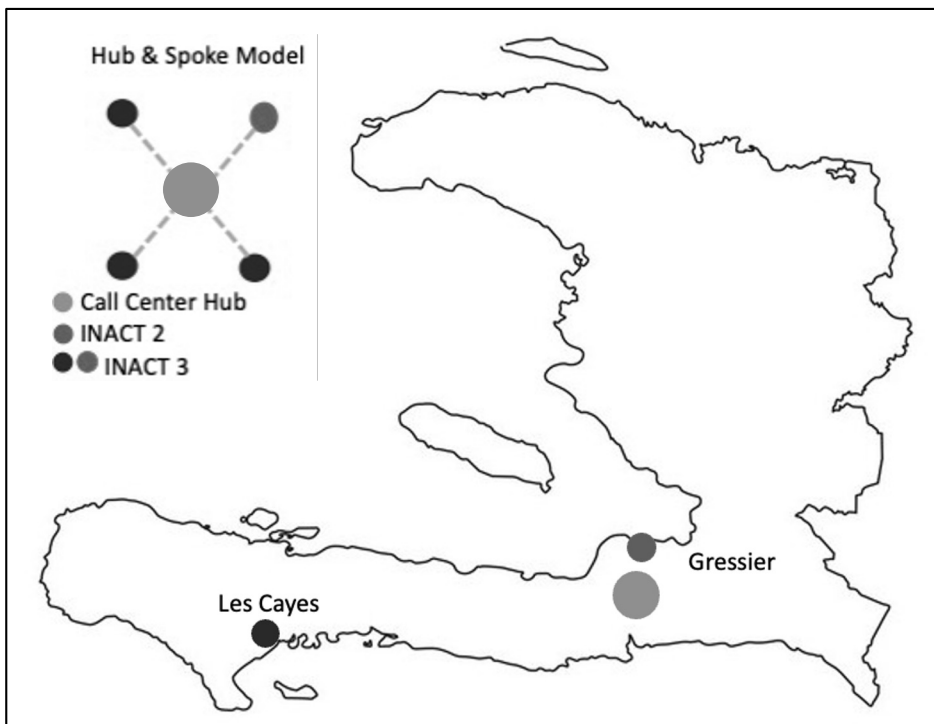 Hub & Spoke Model
Call Center Hub
INACT 2
INACT 3
Gressier
Les Cayes